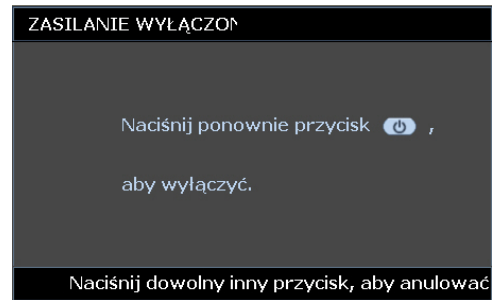 ZASILANIE WYŁĄCZON
Naciśnij ponownie przycisk ,
aby wyłączyć.
Naciśnij dowolny inny przycisk, aby anulować